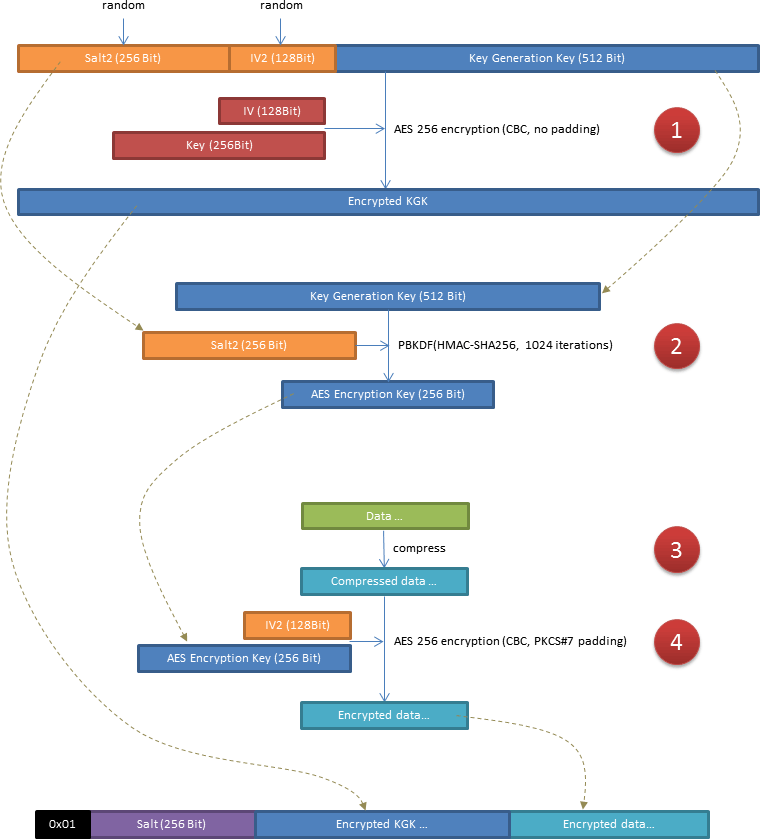 random
random
Salt2 (256 Bit)
IV2 (128Bit)
Key Generation Key (512 Bit)
IV (128Bit)
Key (256Bit)
AES 256 encryption (CBC, no padding)
1
Encrypted KGK
Key Generation Key (512 Bit)
Salt2 (256 Bit)
PBKDF(HMAC-SHA256, 1024 iterations)
2
AES Encryption Key (256 Bit)
Data ...
compress
3
Compressed data ...
IV2 (128Bit)
AES Encryption Key (256 Bit)
AES 256 encryption (CBC, PKCS#7 padding)
4
Encrypted data...
0x01
Salt (256 Bit)
Encrypted KGK ...
Encrypted data...